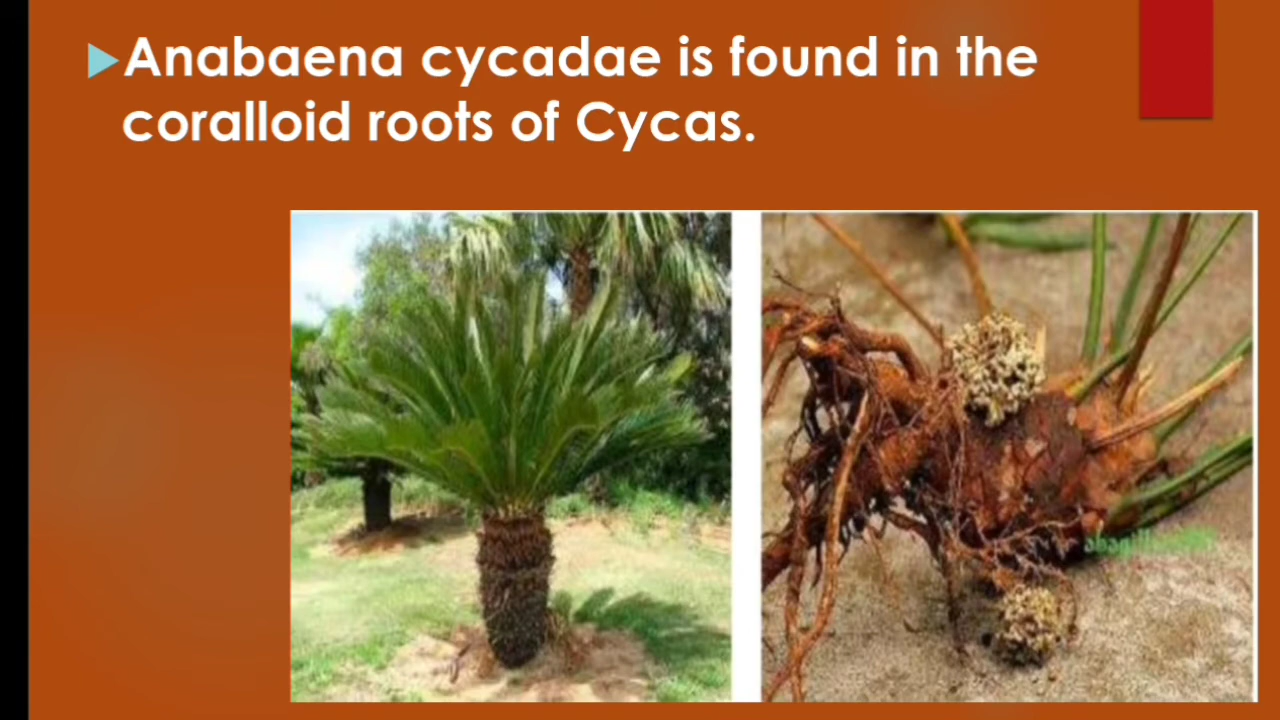 Anabaena cycadae is found in the
coralloid roots of Cycas.